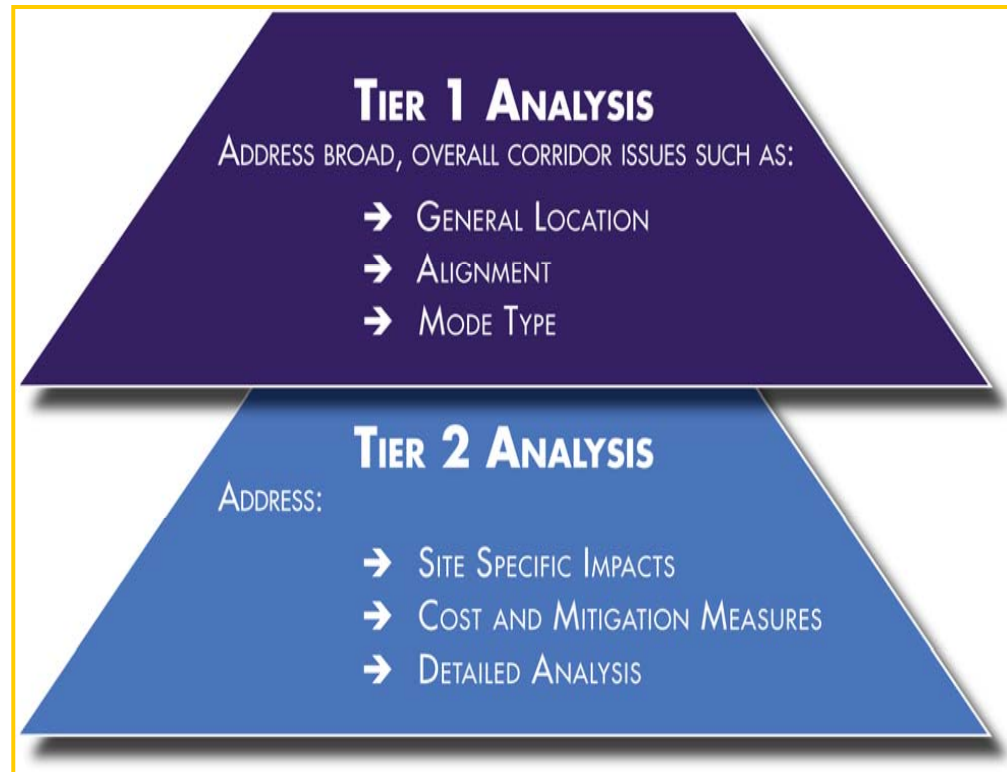 TIER 1 ANALYSIS
ADDRESS BROAD, OVERALL CORRIDOR ISSUES SUCH AS:
➔ GENERAL LOCATION
➔ ALIGNMENT
➔ MODE TYPE
TIER 2 ANALYSIS
ADDRESS:
➔ SITE SPECIFIC IMPACTS
➔ COST AND MITIGATION MEASURES
➔ DETAILED ANALYSIS